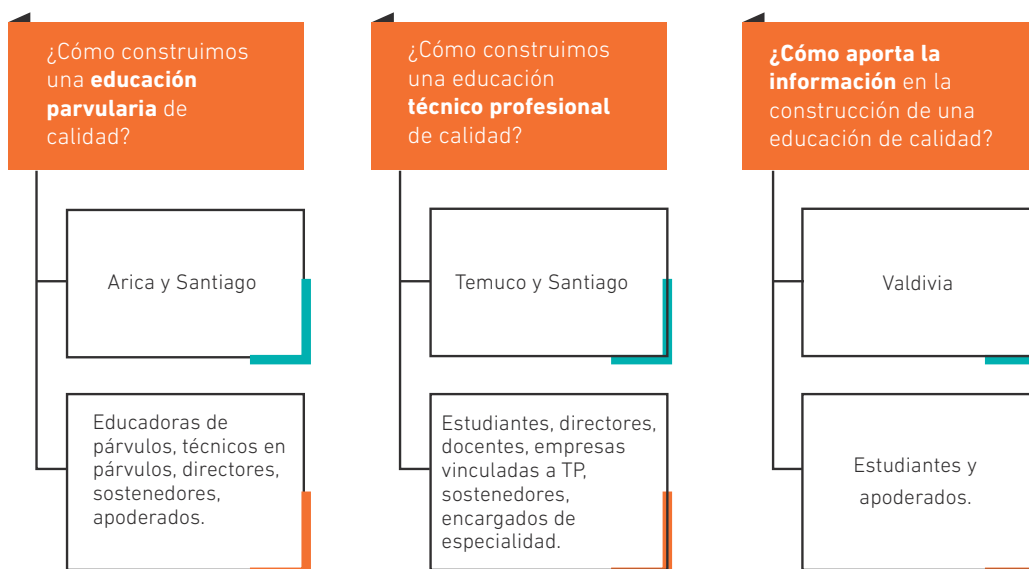 ¿Cómo construimos
una educación
parvularia de
calidad?
Arica y Santiago
Educadoras de
párvulos, técnicos en
párvulos, directores,
sostenedores,
apoderados.
¿Cómo construimos
una educación
técnico profesional
de calidad?
Temuco y Santiago
Estudiantes, directores,
docentes, empresas
vinculadas a TP,
sostenedores,
encargados de
especialidad.
¿Cómo aporta la
información en la
construcción de una
educación de calidad?
Valdivia
Estudiantes y
apoderados.